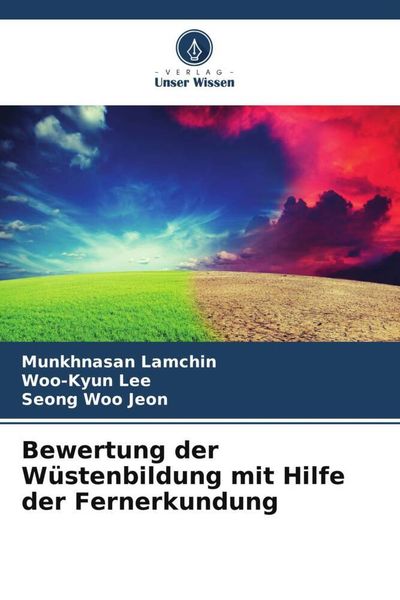 - VERLAG -
Unser Wissen
Munkhnasan Lamchin
Woo-Kyun Lee
Seong Woo Jeon
Bewertung der
Wüstenbildung mit Hilfe
der Fernerkundung